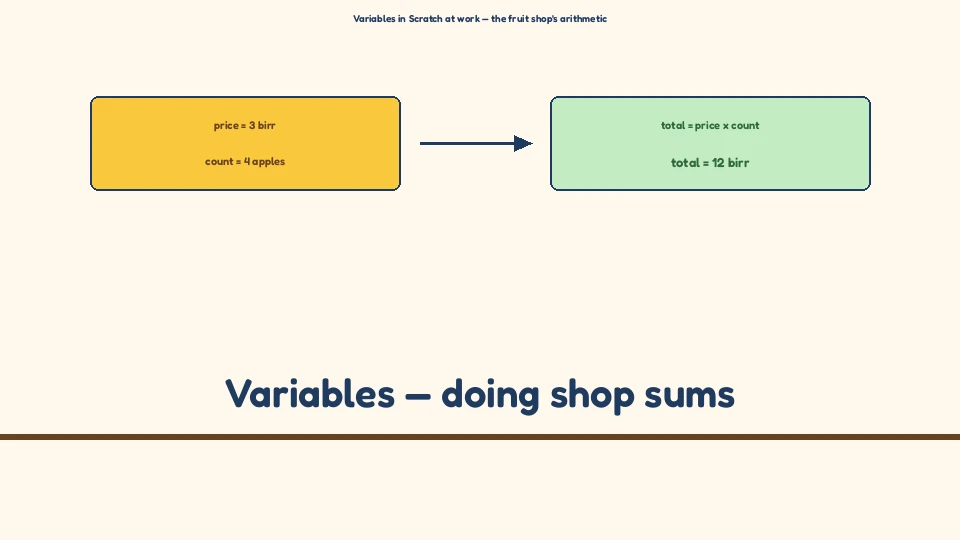 Variables in Scratch at work — the fruit shop's arithmetic
price = 3 birr
count = 4 apples
total = price x count
total = 12 birr
Variables — doing shop sums